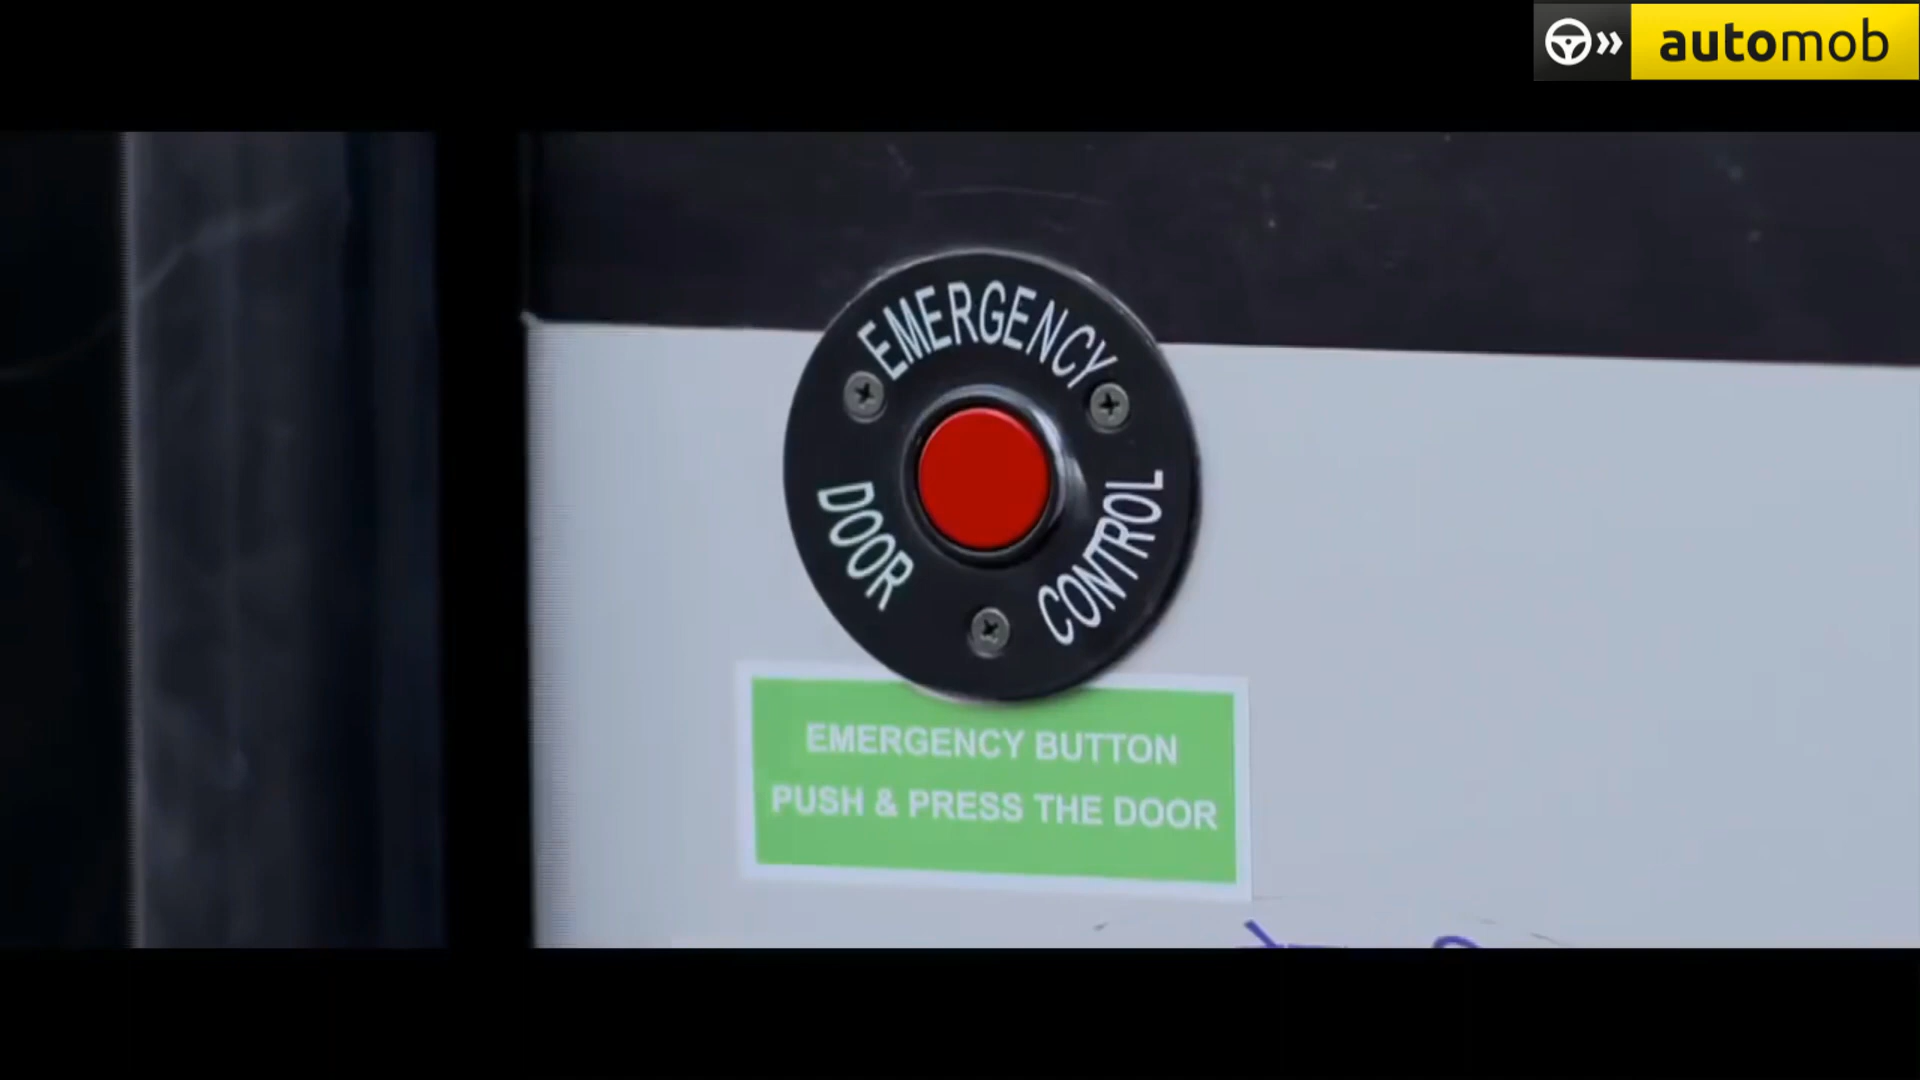 automob
EMERGENCY
DOOR
CONTROL
EMERGENCY BUTTON
PUSH & PRESS THE DOOR